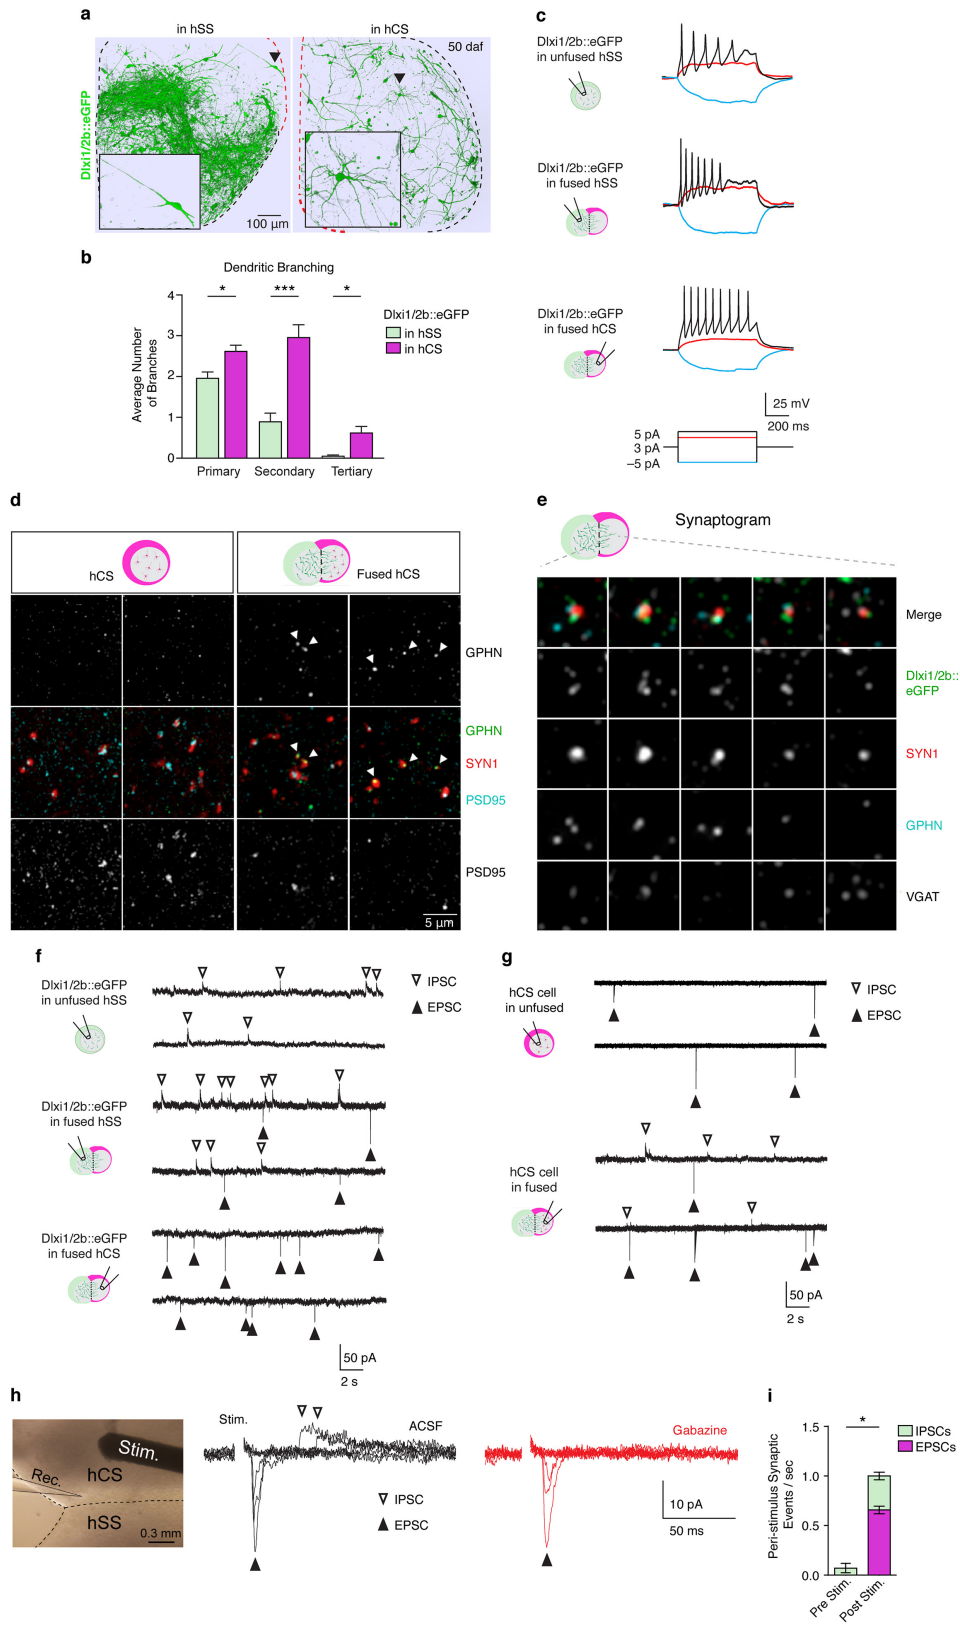 a
in hSS
in hCS
50 daf
Dlxi1/2b::eGFP
100 µm
b
Dendritic Branching
*
***
*
4
3
2
1
0
Average Number
of Branches
Dlxi1/2b::eGFP
in hSS
in hCS
Primary
Secondary
Tertiary
c
Dlxi1/2b::eGFP
in unfused hSS
Dlxi1/2b::eGFP
in fused hSS
Dlxi1/2b::eGFP
in fused hCS
25 mV
200 ms
5 pA
3 pA
–5 pA
d
hCS
Fused hCS
GPHN
GPHN
SYN1
PSD95
PSD95
5 µm
e
Synaptogram
Merge
Dlxi1/2b::
eGFP
SYN1
GPHN
VGAT
f
Dlxi1/2b::eGFP
in unfused hSS
IPSC
EPSC
Dlxi1/2b::eGFP
in fused hSS
Dlxi1/2b::eGFP
in fused hCS
50 pA
2 s
g
hCS cell
in unfused
IPSC
EPSC
hCS cell
in fused
50 pA
2 s
h
Stim.
Rec.
hCS
hSS
0.3 mm
Stim.
ACSF
IPSC
EPSC
Gabazine
10 pA
50 ms
i
*
IPSCs
EPSCs
1.5
1.0
0.5
0.0
Peri-stimulus Synaptic
Events / sec
Pre Stim.
Post Stim.